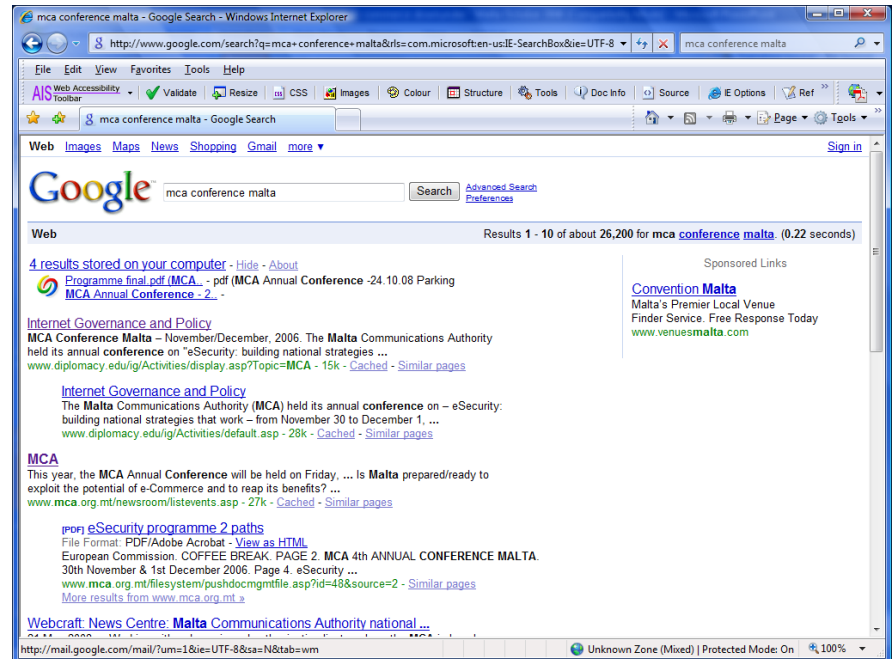 mca conference malta - Google Search - Windows Internet Explorer
http://www.google.com/search?q=mca+conference+malta&rls=com.microsoft:en-us:IE-SearchBox&ie=UTF-8 mca conference malta
File Edit View Favorites Tools Help
AIS Web Accessibility Toolbar Validate Resize CSS Images Colour Structure Tools Doc Info Source IE Options Ref »
mca conference malta - Google Search Page Tools »
Web Images Maps News Shopping Gmail more ▼ Sign in
Google™ mca conference malta Search Advanced Search
Preferences
Web Results 1 - 10 of about 26,200 for mca conference malta. (0.22 seconds)
4 results stored on your computer - Hide - About
Programme final.pdf (MCA.. - pdf (MCA Annual Conference -24.10.08 Parking
MCA Annual Conference - 2.. -
Sponsored Links
Convention Malta
Malta's Premier Local Venue
Finder Service. Free Response Today
www.venuesmalta.com
Internet Governance and Policy
MCA Conference Malta – November/December, 2006. The Malta Communications Authority
held its annual conference on "eSecurity: building national strategies ...
www.diplomacy.edu/ig/Activities/display.asp?Topic=MCA - 15k - Cached - Similar pages
Internet Governance and Policy
The Malta Communications Authority (MCA) held its annual conference on – eSecurity:
building national strategies that work – from November 30 to December 1, ...
www.diplomacy.edu/ig/Activities/default.asp - 28k - Cached - Similar pages
MCA
This year, the MCA Annual Conference will be held on Friday, ... Is Malta prepared/ready to
exploit the potential of e-Commerce and to reap its benefits? ...
www.mca.org.mt/newsroom/listevents.asp - 27k - Cached - Similar pages
[PDF] eSecurity programme 2 paths
File Format: PDF/Adobe Acrobat - View as HTML
European Commission. COFFEE BREAK. PAGE 2. MCA 4th ANNUAL CONFERENCE MALTA.
30th November & 1st December 2006. Page 4. eSecurity ...
www.mca.org.mt/filesystem/pushdocmgmtfile.asp?id=48&source=2 - Similar pages
More results from www.mca.org.mt »
Webcraft: News Centre: Malta Communications Authority national ...
http://mail.google.com/mail/?um=1&ie=UTF-8&sa=N&tab=wm Unknown Zone (Mixed) | Protected Mode: On 100%